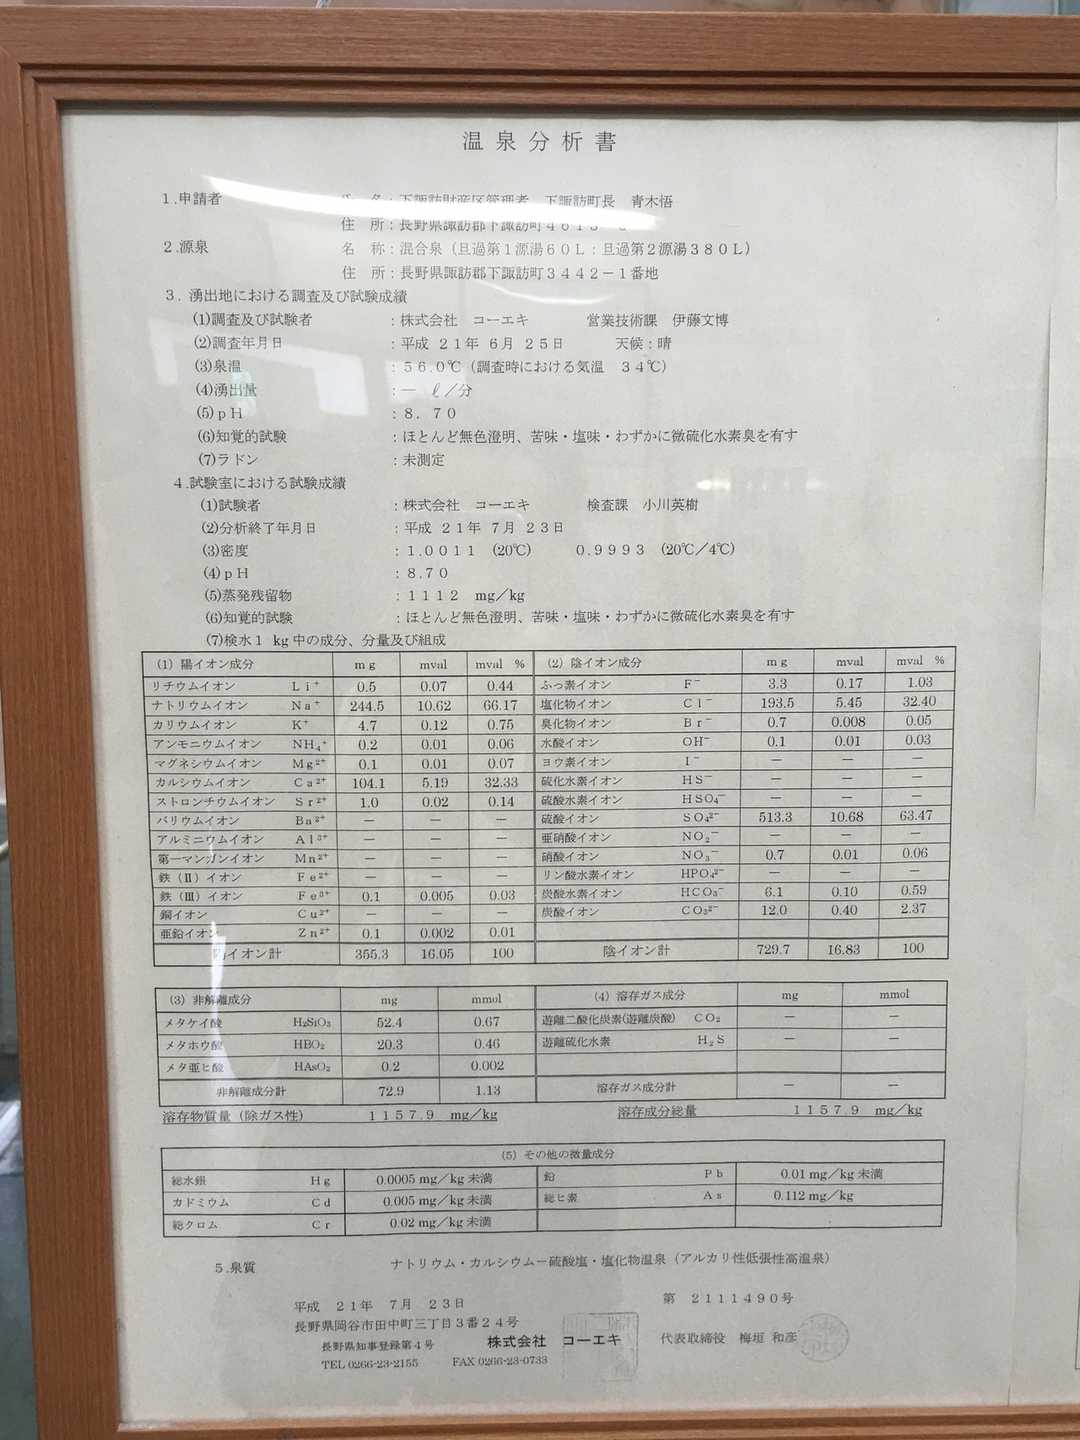 温泉分析書
1.申請者 氏 名：下諏訪財産区管理者 下諏訪町長 青木悟
住 所：長野県諏訪郡下諏訪町4613
2.源泉 名 称：混合泉（旦過第1源湯60L：旦過第2源湯380L）
住 所：長野県諏訪郡下諏訪町3442－1番地
3. 湧出地における調査及び試験成績
(1)調査及び試験者 ：株式会社 コーエキ 営業技術課 伊藤文博
(2)調査年月日 ：平成 21年 6月 25日 天候：晴
(3)泉温 ：56.0℃（調査時における気温 34℃）
(4)湧出量 ：－ ℓ／分
(5)pH ：8.70
(6)知覚的試験 ：ほとんど無色澄明、苦味・塩味・わずかに微硫化水素臭を有す
(7)ラドン ：未測定
4.試験室における試験成績
(1)試験者 ：株式会社 コーエキ 検査課 小川英樹
(2)分析終了年月日 ：平成 21年 7月 23日
(3)密度 ：1.0011 (20℃) 0.9993 (20℃／4℃)
(4)pH ：8.70
(5)蒸発残留物 ：1112 mg／kg
(6)知覚的試験 ：ほとんど無色澄明、苦味・塩味・わずかに微硫化水素臭を有す
(7)検水1 kg中の成分、分量及び組成
(1) 陽イオン成分 mg mval mval % (2) 陰イオン成分 mg mval mval %
リチウムイオン Li⁺ 0.5 0.07 0.44 ふっ素イオン F⁻ 3.3 0.17 1.03
ナトリウムイオン Na⁺ 244.5 10.62 66.17 塩化物イオン Cl⁻ 193.5 5.45 32.40
カリウムイオン K⁺ 4.7 0.12 0.75 臭化物イオン Br⁻ 0.7 0.008 0.05
アンモニウムイオン NH₄⁺ 0.2 0.01 0.06 水酸イオン OH⁻ 0.1 0.01 0.03
マグネシウムイオン Mg²⁺ 0.1 0.01 0.07 ヨウ素イオン I⁻ － － －
カルシウムイオン Ca²⁺ 104.1 5.19 32.33 硫化水素イオン HS⁻ － － －
ストロンチウムイオン Sr²⁺ 1.0 0.02 0.14 硫酸水素イオン HSO₄⁻ － － －
バリウムイオン Ba²⁺ － － － 硫酸イオン SO₄²⁻ 513.3 10.68 63.47
アルミニウムイオン Al³⁺ － － － 亜硝酸イオン NO₂⁻ － － －
第一マンガンイオン Mn²⁺ － － － 硝酸イオン NO₃⁻ 0.7 0.01 0.06
鉄（Ⅱ）イオン Fe²⁺ － － － リン酸水素イオン HPO₄²⁻ － － －
鉄（Ⅲ）イオン Fe³⁺ 0.1 0.005 0.03 炭酸水素イオン HCO₃⁻ 6.1 0.10 0.59
銅イオン Cu²⁺ － － － 炭酸イオン CO₃²⁻ 12.0 0.40 2.37
亜鉛イオン Zn²⁺ 0.1 0.002 0.01
陽イオン計 355.3 16.05 100 陰イオン計 729.7 16.83 100
(3) 非解離成分 mg mmol (4) 溶存ガス成分 mg mmol
メタケイ酸 H₂SiO₃ 52.4 0.67 遊離二酸化炭素(遊離炭酸) CO₂ － －
メタホウ酸 HBO₂ 20.3 0.46 遊離硫化水素 H₂S － －
メタ亜ヒ酸 HAsO₂ 0.2 0.002
非解離成分計 72.9 1.13 溶存ガス成分計 － －
溶存物質量（除ガス性） 1157.9 mg／kg 溶存成分総量 1157.9 mg／kg
(5) その他の微量成分
総水銀 Hg 0.0005 mg／kg 未満 鉛 Pb 0.01 mg／kg 未満
カドミウム Cd 0.005 mg／kg 未満 総ヒ素 As 0.112 mg／kg
総クロム Cr 0.02 mg／kg 未満
5.泉質 ナトリウム・カルシウム－硫酸塩・塩化物温泉（アルカリ性低張性高温泉）
平成 21年 7月 23日 第 2111490号
長野県岡谷市田中町三丁目3番24号
長野県知事登録第4号 株式会社 コーエキ 代表取締役 梅垣 和彦
TEL 0266-23-2155 FAX 0266-23-0733